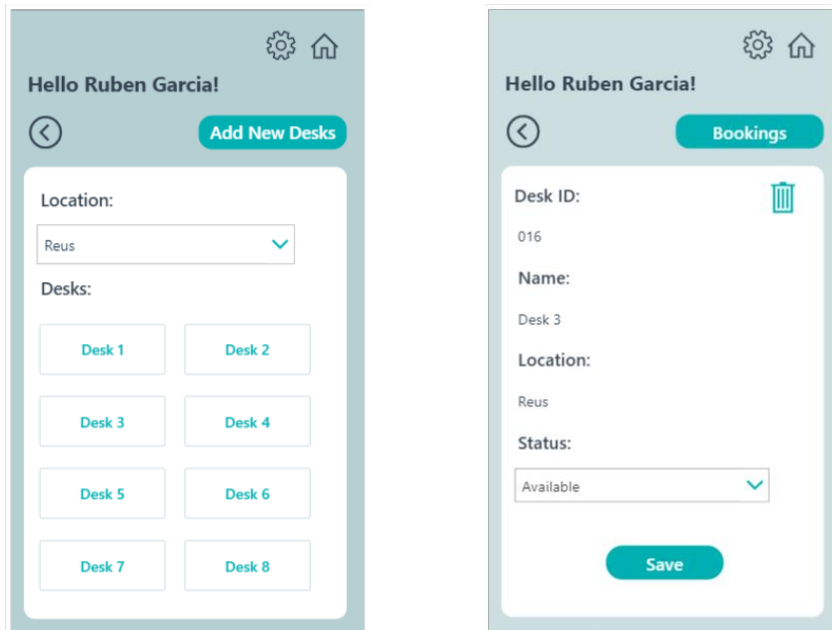 Hello Ruben Garcia!
Add New Desks
Location:
Reus
Desks:
Desk 1
Desk 2
Desk 3
Desk 4
Desk 5
Desk 6
Desk 7
Desk 8
Hello Ruben Garcia!
Bookings
Desk ID:
016
Name:
Desk 3
Location:
Reus
Status:
Available
Save